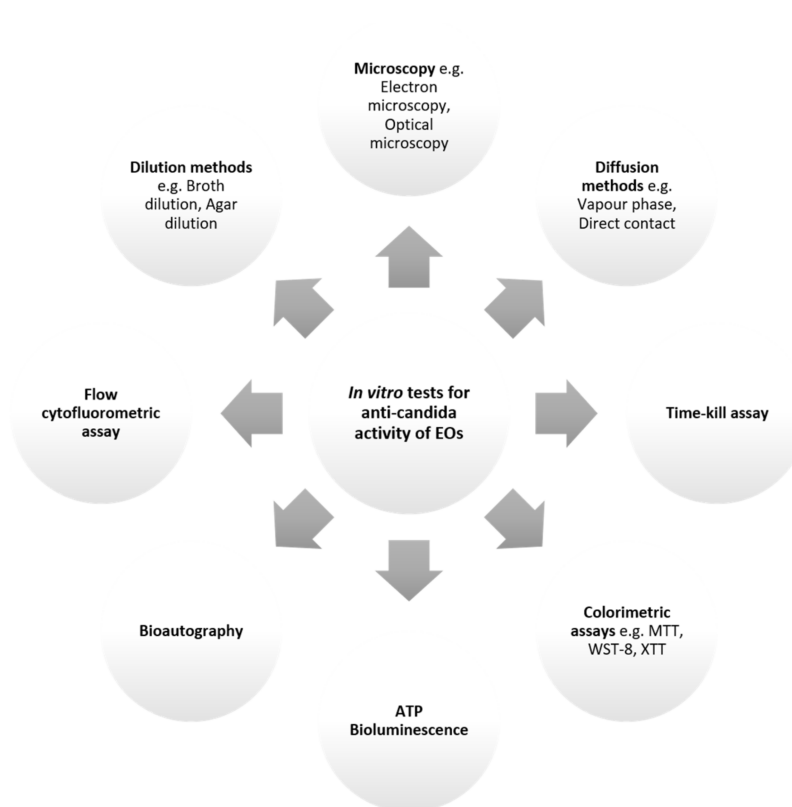 Microscopy e.g.
Electron
microscopy,
Optical
microscopy
Dilution methods
e.g. Broth
dilution, Agar
dilution
Diffusion
methods e.g.
Vapour phase,
Direct contact
Flow
cytofluorometric
assay
In vitro tests for
anti-candida
activity of EOs
Time-kill assay
Bioautography
Colorimetric
assays e.g. MTT,
WST-8, XTT
ATP
Bioluminescence